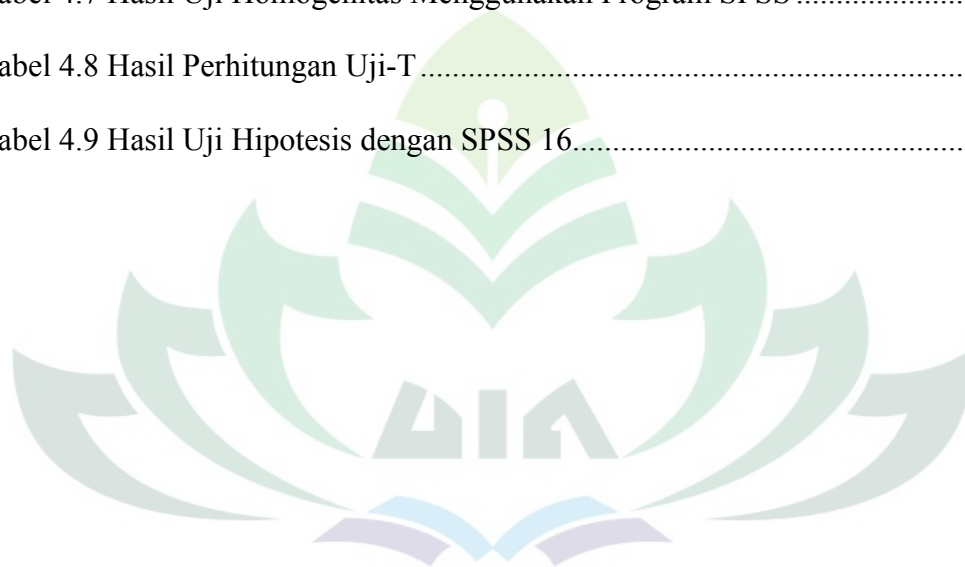 abel 4.7 Hasil Uji Homogenitas Menggunakan Program SPSS ......................
abel 4.8 Hasil Perhitungan Uji-T .....................................................................
abel 4.9 Hasil Uji Hipotesis dengan SPSS 16..................................................
UIN